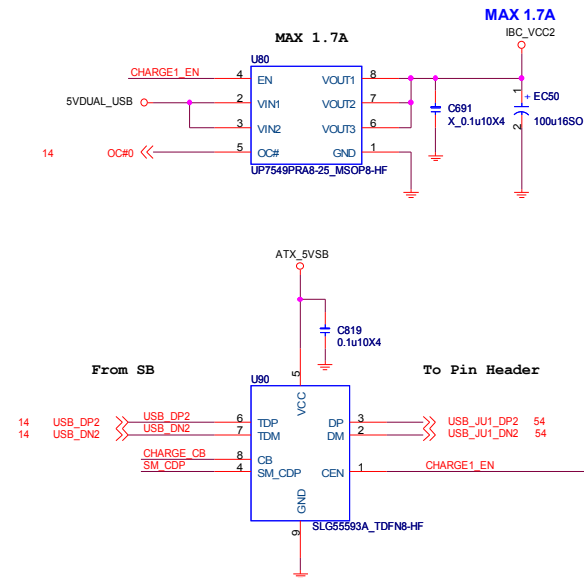 MAX 1.7A
MAX 1.7A
IBC_VCC2
U80
CHARGE1_EN 4 EN VOUT1 8
5VDUAL_USB 2 VIN1 VOUT2 7
3 VIN2 VOUT3 6
14 OC#0 5 OC# GND 1
UP7549PRA8-25_MSOP8-HF
C691
X_0.1u10X4
1 + EC50
2 100u16SO
ATX_5VSB
C819
0.1u10X4
From SB
To Pin Header
U90
5
VCC
14 USB_DP2 USB_DP2 6 TDP DP 3 USB_JU1_DP2 54
14 USB_DN2 USB_DN2 7 TDM DM 2 USB_JU1_DN2 54
CHARGE_CB 8 CB
SM_CDP 4 SM_CDP CEN 1 CHARGE1_EN
GND
9
SLG55593A_TDFN8-HF